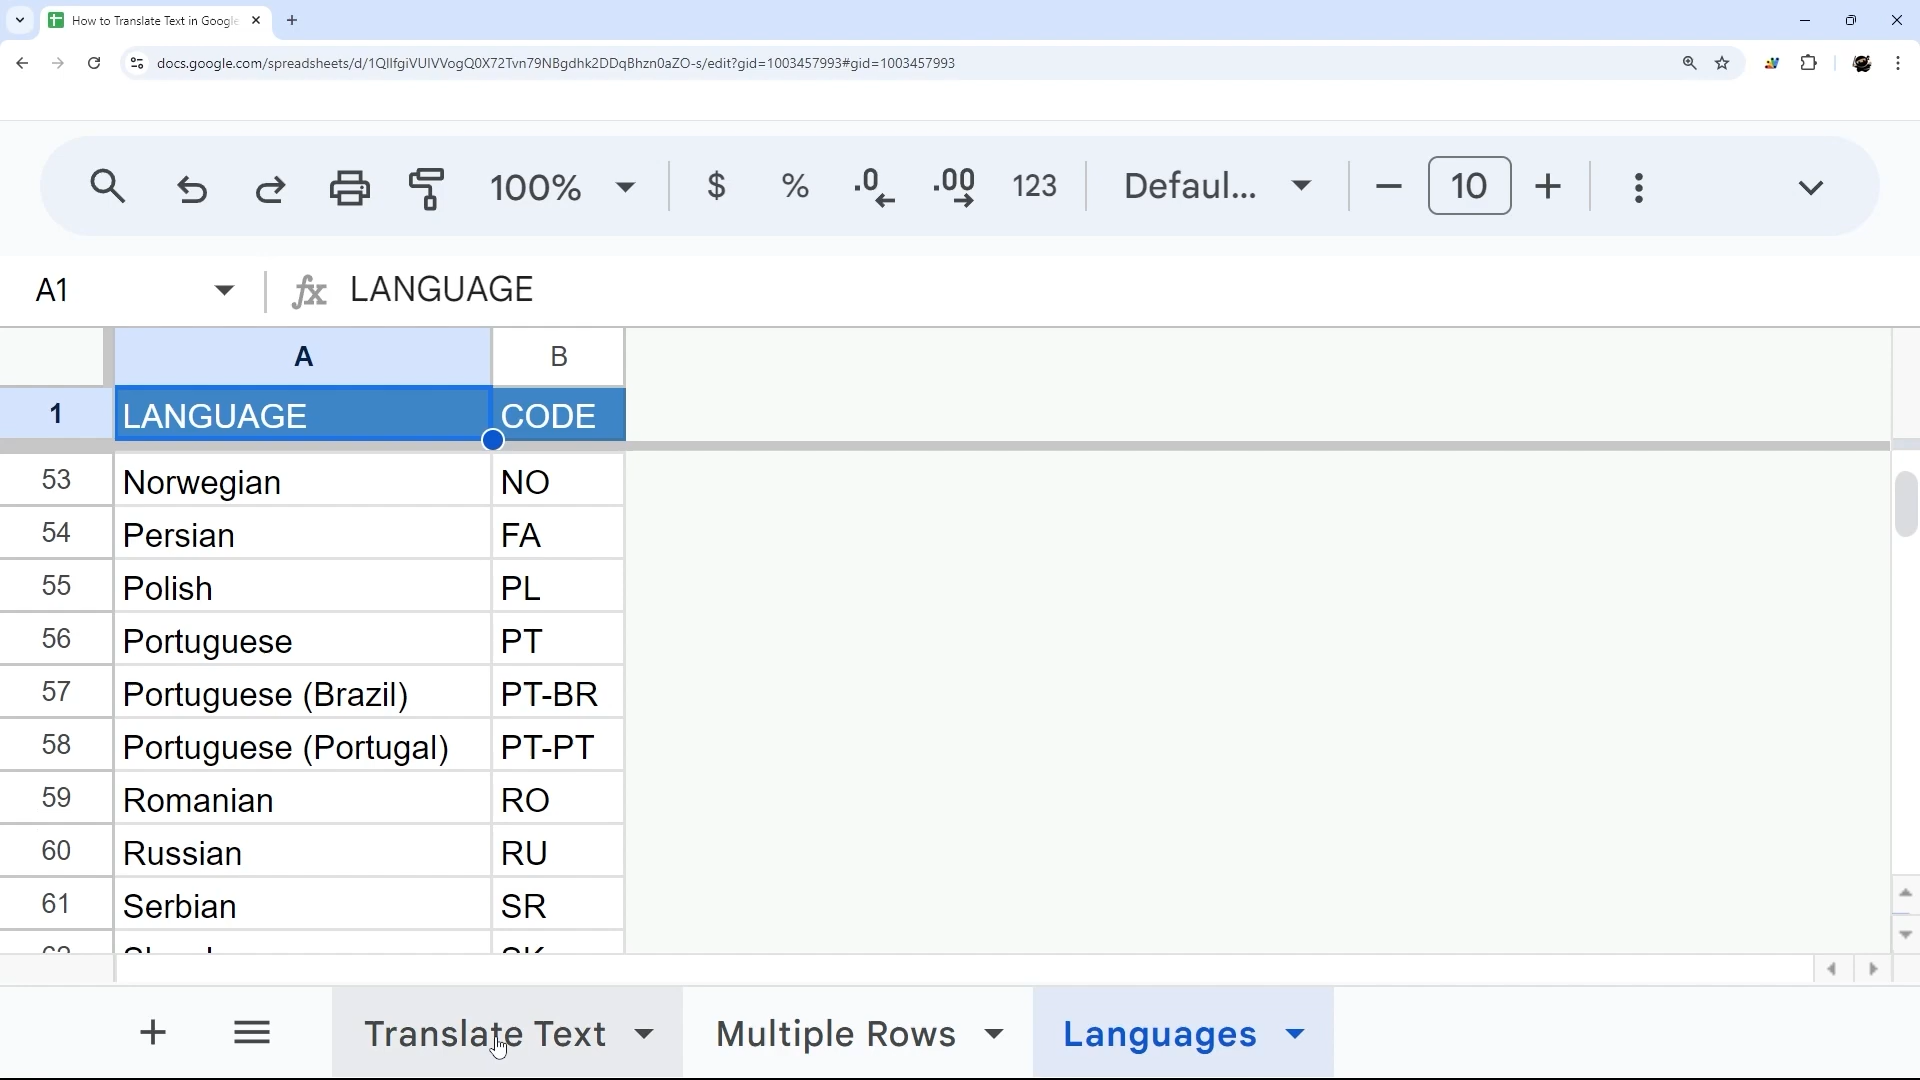 How to Translate Text in Google
docs.google.com/spreadsheets/d/1QIlfgiVUIVVogQ0X72Tvn79NBgdhk2DDqBhzn0aZO-s/edit?gid=1003457993#gid=1003457993
100% $ % .0 .00 123 Defaul... 10
A1 fx LANGUAGE
A B
1 LANGUAGE CODE
53 Norwegian NO
54 Persian FA
55 Polish PL
56 Portuguese PT
57 Portuguese (Brazil) PT-BR
58 Portuguese (Portugal) PT-PT
59 Romanian RO
60 Russian RU
61 Serbian SR
Translate Text Multiple Rows Languages